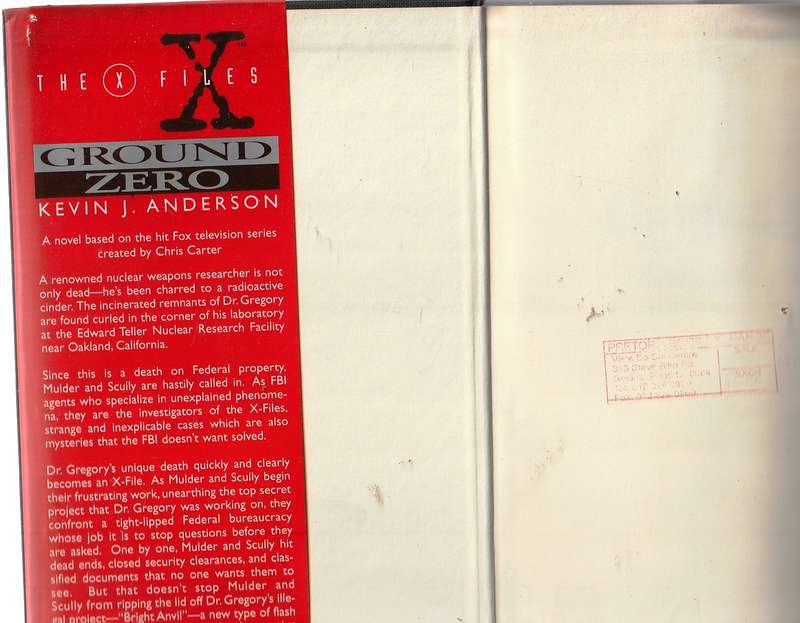 THE X FILES
GROUND
ZERO
KEVIN J. ANDERSON
A novel based on the hit Fox television series
created by Chris Carter
A renowned nuclear weapons researcher is not
only dead—he's been charred to a radioactive
cinder. The incinerated remnants of Dr. Gregory
are found curled in the corner of his laboratory
at the Edward Teller Nuclear Research Facility
near Oakland, California.
Since this is a death on Federal property,
Mulder and Scully are hastily called in. As FBI
agents who specialize in unexplained phenome-
na, they are the investigators of the X-Files,
strange and inexplicable cases which are also
mysteries that the FBI doesn't want solved.
Dr. Gregory's unique death quickly and clearly
becomes an X-File. As Mulder and Scully begin
their frustrating work, unearthing the top secret
project that Dr. Gregory was working on, they
confront a tight-lipped Federal bureaucracy
whose job it is to stop questions before they
are asked. One by one, Mulder and Scully hit
dead ends, closed security clearances, and clas-
sified documents that no one wants them to
see. But that doesn't stop Mulder and
Scully from ripping the lid off Dr. Gregory's ille-
gal project—"Bright Anvil"—a new type of flash